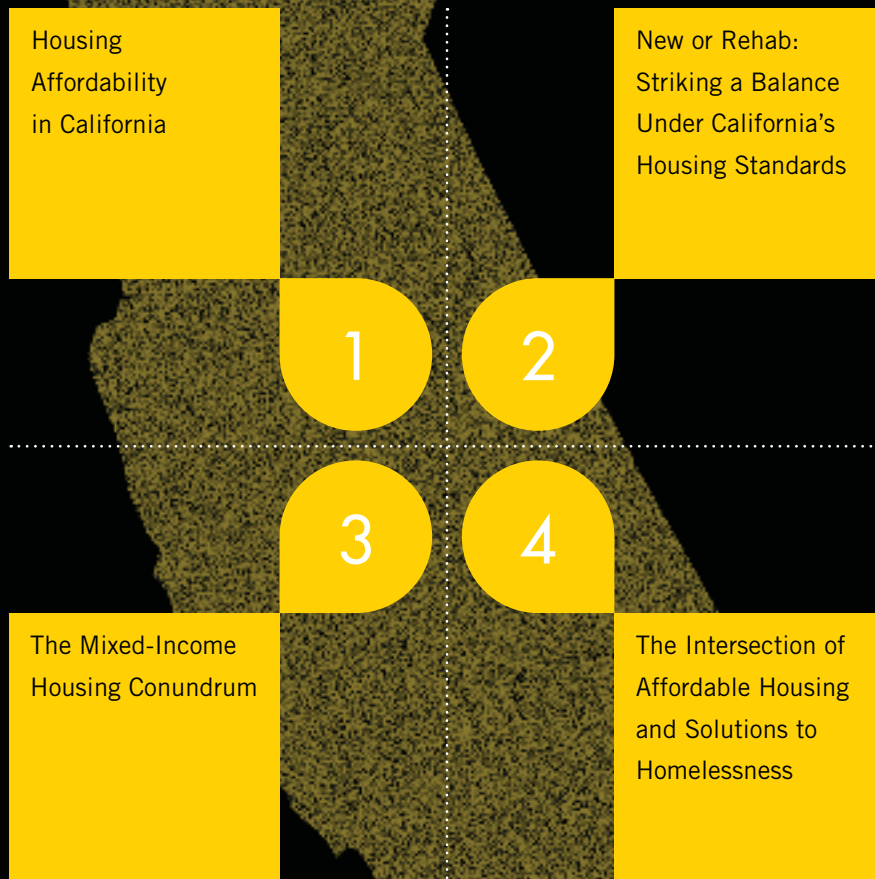 Housing
Affordability
in California
New or Rehab:
Striking a Balance
Under California's
Housing Standards
1
2
3
4
The Mixed-Income
Housing Conundrum
The Intersection of
Affordable Housing
and Solutions to
Homelessness